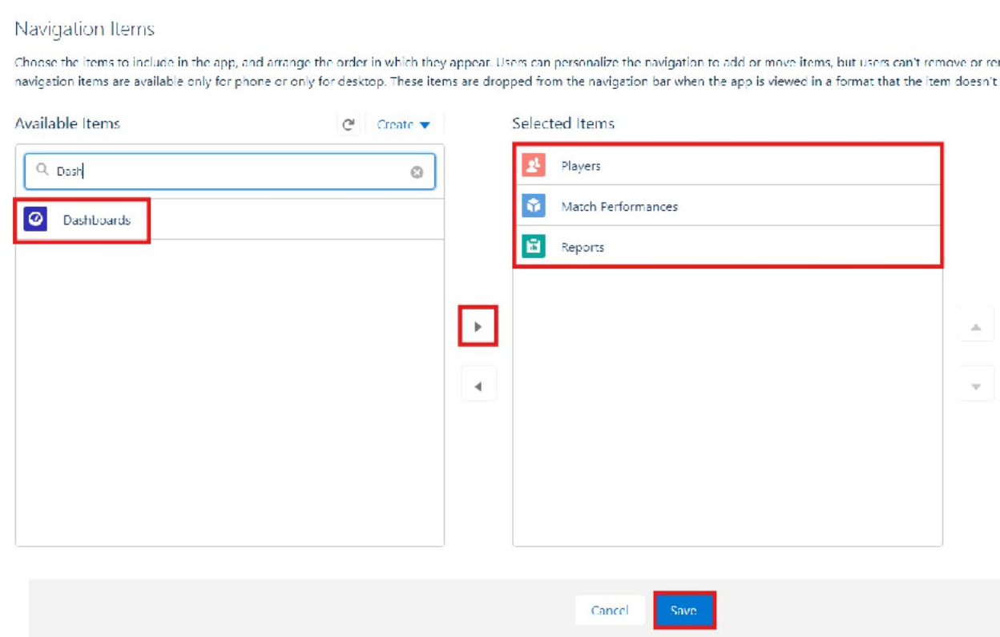 Navigation Items
Choose the items to include in the app, and arrange the order in which they appear. Users can personalize the navigation to add or move items, but users can't remove or
navigation items are available only for phone or only for desktop. These items are dropped from the navigation bar when the app is viewed in a format that the item doesn't
Available Items
Create
Selected Items
Dash
Dashboards
Players
Match Performances
Reports
Cancel
Save